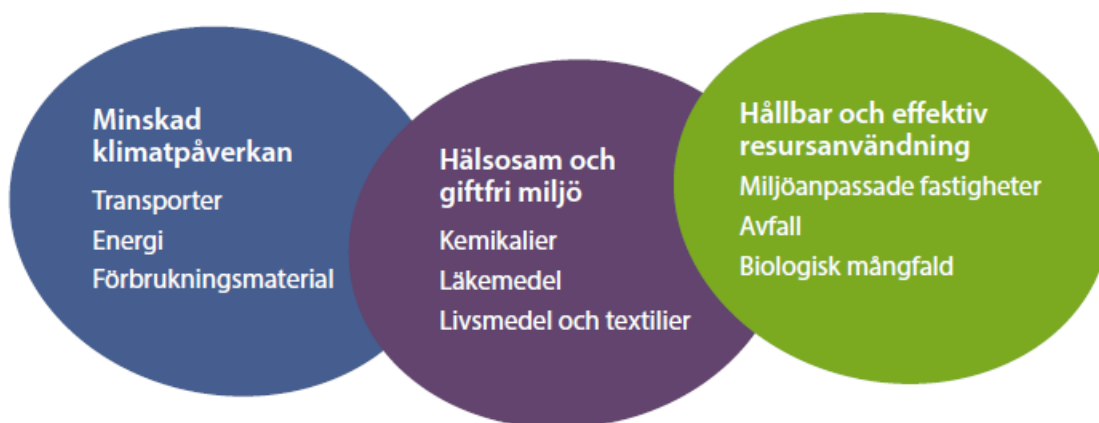 Minskad
klimatpåverkan
Transporter
Energi
Förbrukningsmaterial
Hälsosam och
giftfri miljö
Kemikalier
Läkemedel
Livsmedel och textilier
Hållbar och effektiv
resursanvändning
Miljöanpassade fastigheter
Avfall
Biologisk mångfald